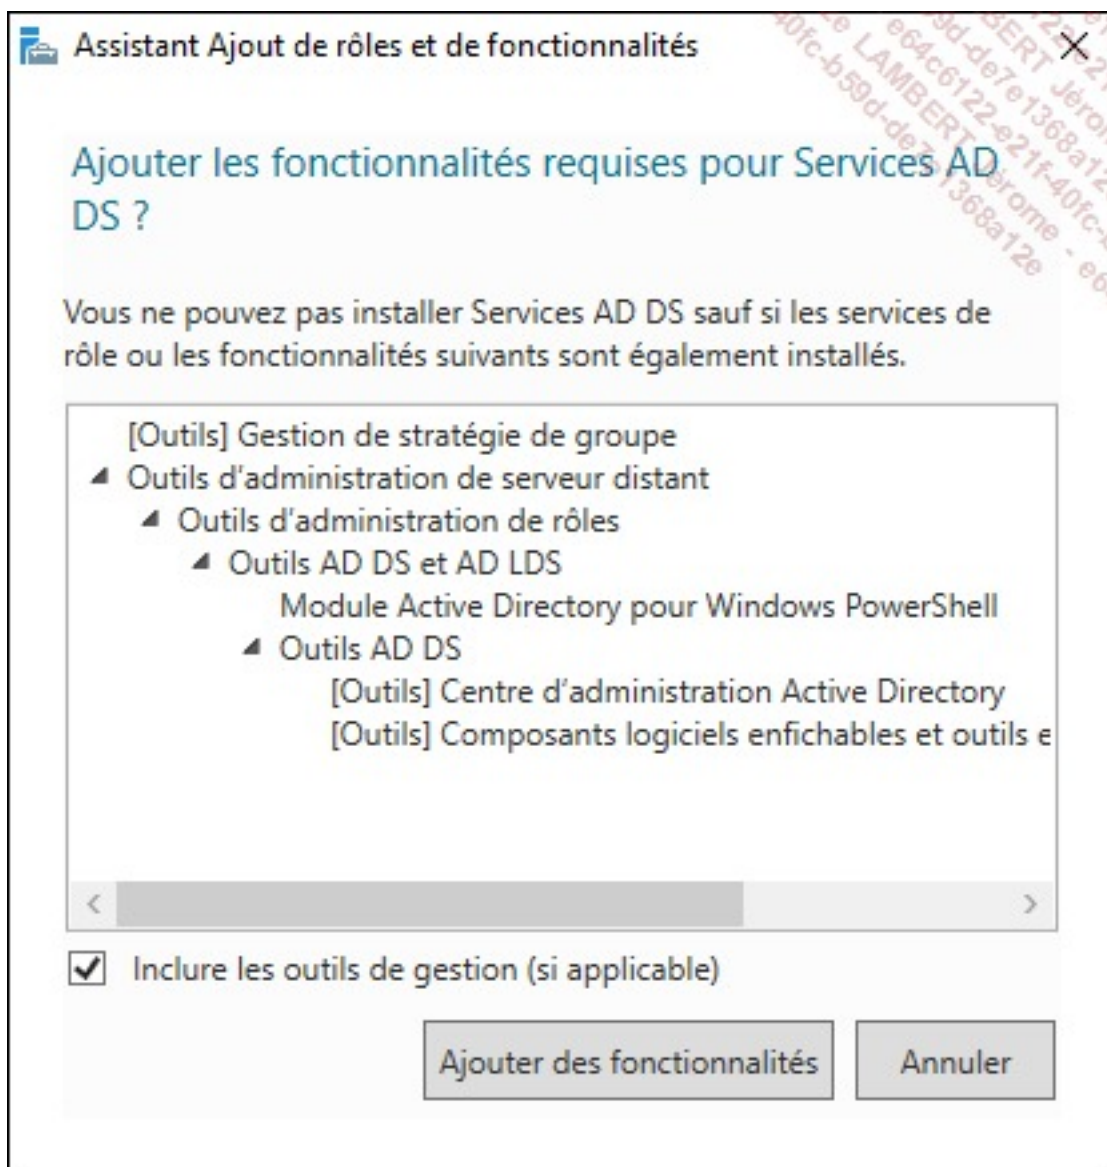 Assistant Ajout de rôles et de fonctionnalités
Ajouter les fonctionnalités requises pour Services AD
DS ?
Vous ne pouvez pas installer Services AD DS sauf si les services de
rôle ou les fonctionnalités suivants sont également installés.
[Outils] Gestion de stratégie de groupe
Outils d'administration de serveur distant
Outils d'administration de rôles
Outils AD DS et AD LDS
Module Active Directory pour Windows PowerShell
Outils AD DS
[Outils] Centre d'administration Active Directory
[Outils] Composants logiciels enfichables et outils e
Inclure les outils de gestion (si applicable)
Ajouter des fonctionnalités
Annuler